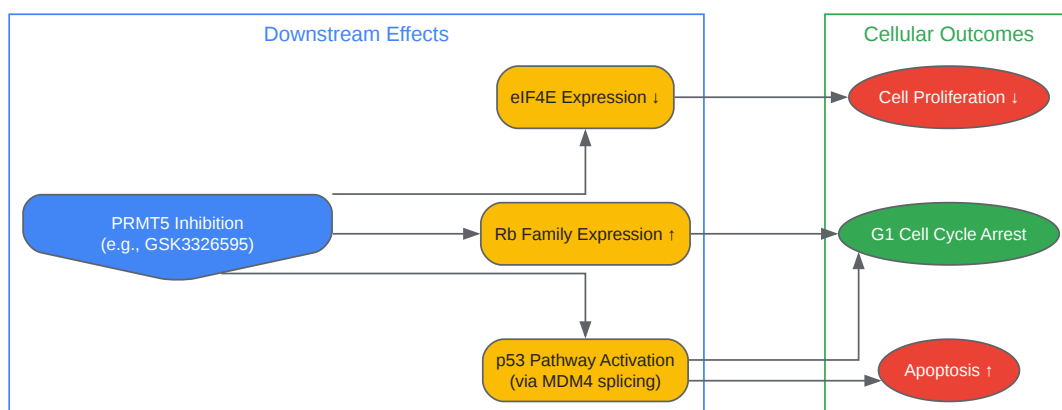 Downstream Effects
Cellular Outcomes
eIF4E Expression ↓
Cell Proliferation ↓
PRMT5 Inhibition
(e.g., GSK3326595)
Rb Family Expression ↑
G1 Cell Cycle Arrest
p53 Pathway Activation
(via MDM4 splicing)
Apoptosis ↑